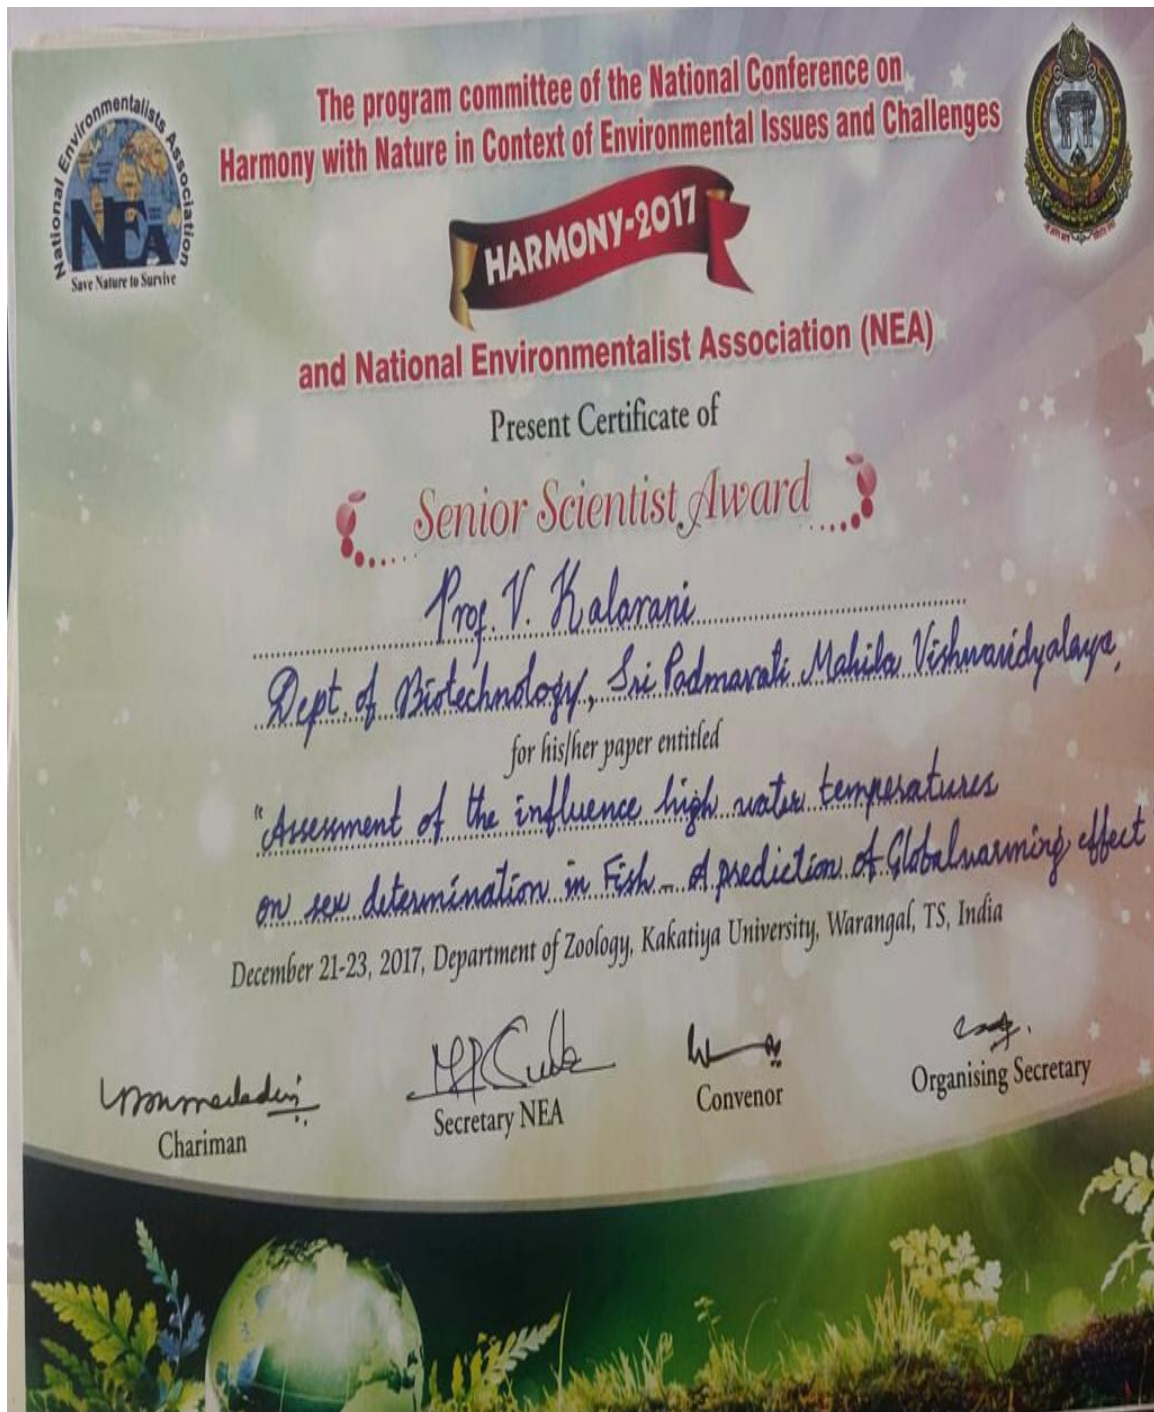 National Environmentalists Association
NEA
Save Nature to Survive
The program committee of the National Conference on
Harmony with Nature in Context of Environmental Issues and Challenges
HARMONY-2017
and National Environmentalist Association (NEA)
Present Certificate of
Senior Scientist Award
Prof. V. Kalarani
Dept. of Biotechnology, Sri Padmavati Mahila Vishwavidyalaya,
for his/her paper entitled
"Assessment of the influence high water temperatures
on sex determination in Fish - A prediction of Globalwarming effect
December 21-23, 2017, Department of Zoology, Kakatiya University, Warangal, TS, India
Chariman
Secretary NEA
Convenor
Organising Secretary